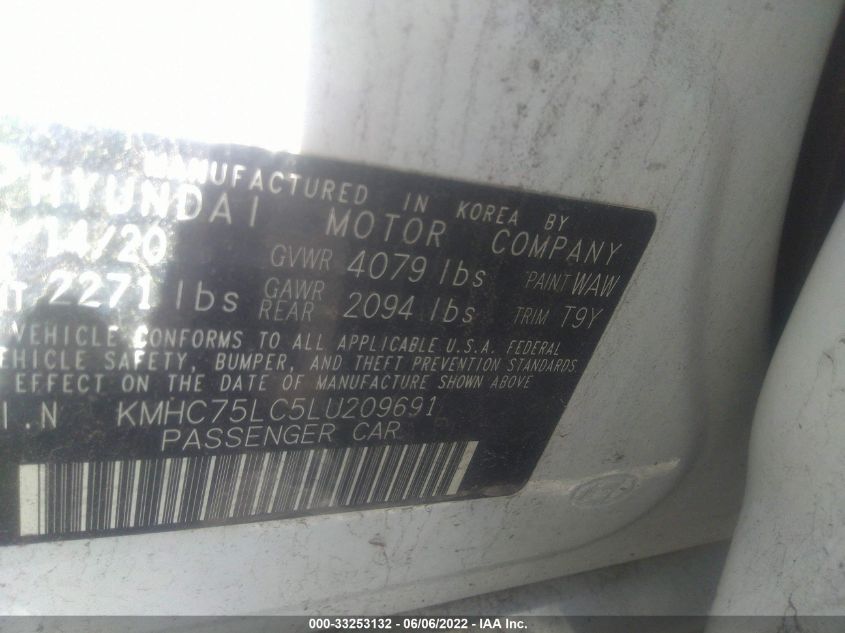 MANUFACTURED IN KOREA BY
HYUNDAI MOTOR COMPANY
/14/20 GVWR 4079 lbs PAINT WAW
2271 lbs GAWR REAR 2094 lbs TRIM T9Y
VEHICLE CONFORMS TO ALL APPLICABLE U.S.A. FEDERAL
VEHICLE SAFETY, BUMPER, AND THEFT PREVENTION STANDARDS
EFFECT ON THE DATE OF MANUFACTURE SHOWN ABOVE
I.N KMHC75LC5LU209691
PASSENGER CAR
000-33253132 - 06/06/2022 - IAA Inc.